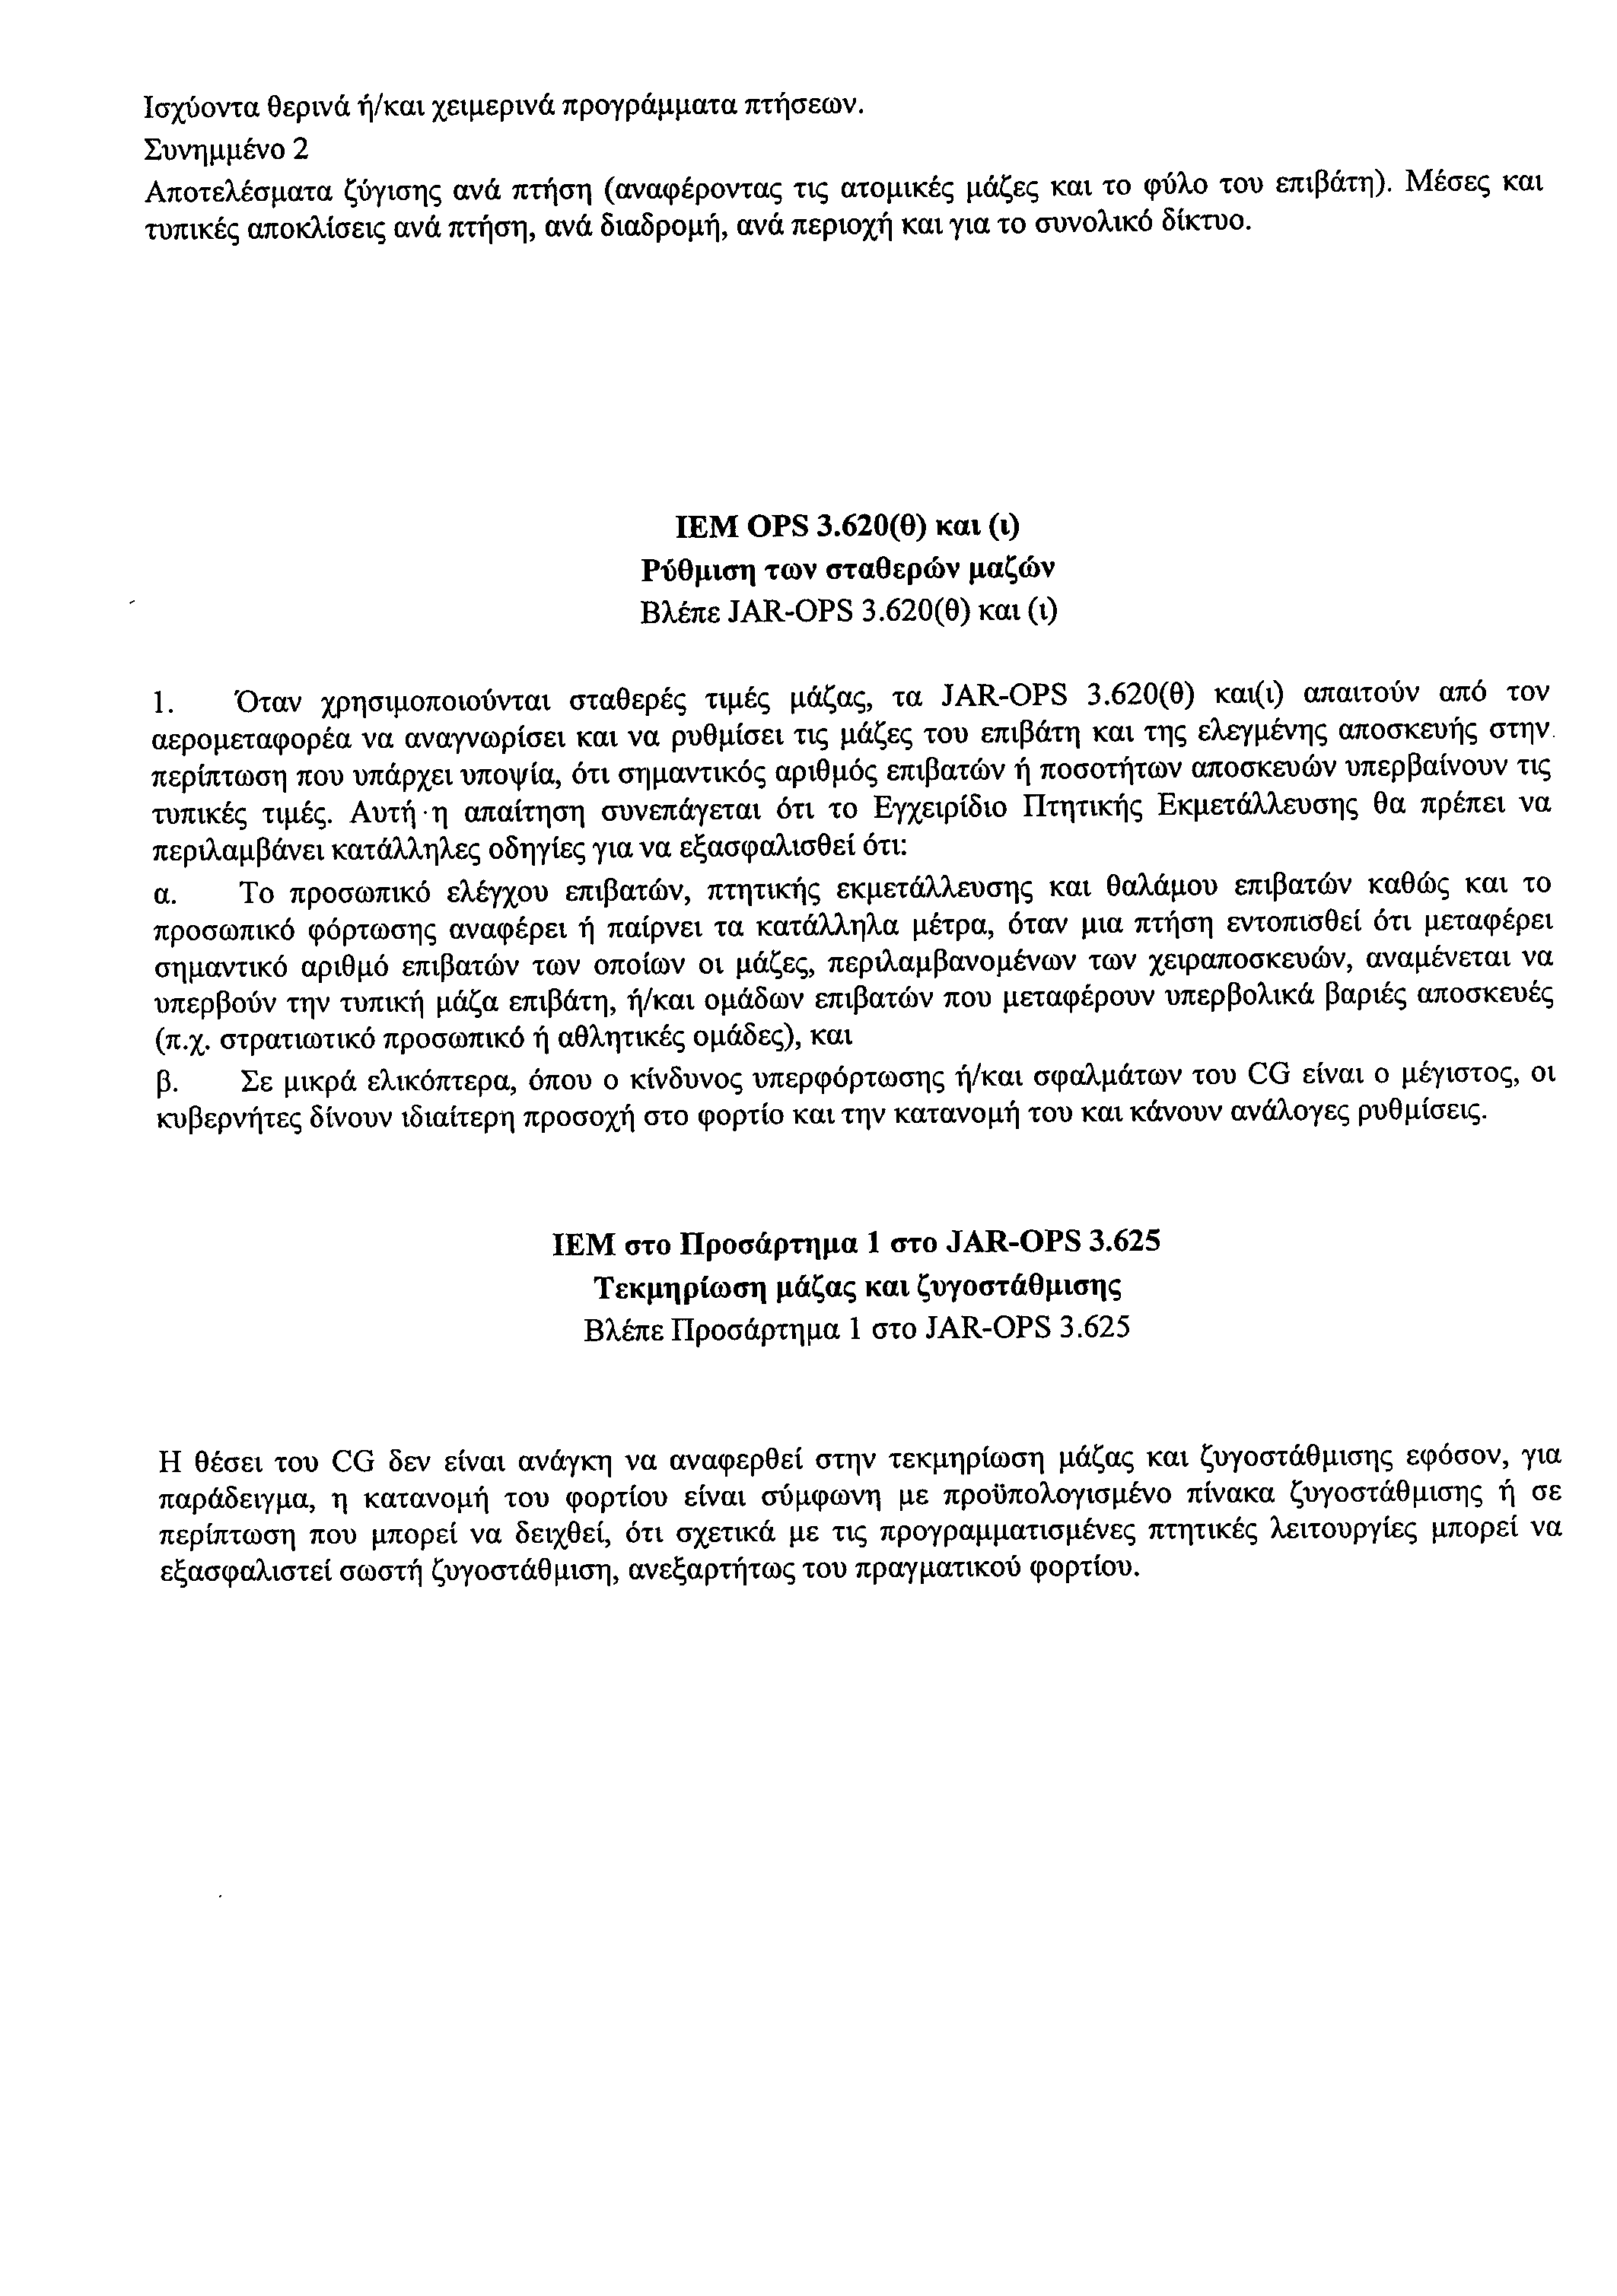 Ισχύοντα θερινά ή/και χειμερινά προγράμματα πτήσεων.
Συνημμένο 2
Αποτελέσματα ζύγισης ανά πτήση (αναφέροντας τις ατομικές μάζες και το φύλο του επιβάτη). Μέσες και
τυπικές αποκλίσεις ανά πτήση, ανά διαδρομή, ανά περιοχή και για το συνολικό δίκτυο.
IEM OPS 3.620(θ) και (ι)
Ρύθμιση των σταθερών μαζών
Βλέπε JAR-OPS 3.620(θ) και (ι)
1. Όταν χρησιμοποιούνται σταθερές τιμές μάζας, τα JAR-OPS 3.620(θ) και(ι) απαιτούν από τον
αερομεταφορέα να αναγνωρίσει και να ρυθμίσει τις μάζες του επιβάτη και της ελεγμένης αποσκευής στην
περίπτωση που υπάρχει υποψία, ότι σημαντικός αριθμός επιβατών ή ποσοτήτων αποσκευών υπερβαίνουν τις
τυπικές τιμές. Αυτή η απαίτηση συνεπάγεται ότι το Εγχειρίδιο Πτητικής Εκμετάλλευσης θα πρέπει να
περιλαμβάνει κατάλληλες οδηγίες για να εξασφαλισθεί ότι:
α. Το προσωπικό ελέγχου επιβατών, πτητικής εκμετάλλευσης και θαλάμου επιβατών καθώς και το
προσωπικό φόρτωσης αναφέρει ή παίρνει τα κατάλληλα μέτρα, όταν μια πτήση εντοπισθεί ότι μεταφέρει
σημαντικό αριθμό επιβατών των οποίων οι μάζες, περιλαμβανομένων των χειραποσκευών, αναμένεται να
υπερβούν την τυπική μάζα επιβάτη, ή/και ομάδων επιβατών που μεταφέρουν υπερβολικά βαριές αποσκευές
(π.χ. στρατιωτικό προσωπικό ή αθλητικές ομάδες), και
β. Σε μικρά ελικόπτερα, όπου ο κίνδυνος υπερφόρτωσης ή/και σφαλμάτων του CG είναι ο μέγιστος, οι
κυβερνήτες δίνουν ιδιαίτερη προσοχή στο φορτίο και την κατανομή του και κάνουν ανάλογες ρυθμίσεις.
IEM στο Προσάρτημα 1 στο JAR-OPS 3.625
Τεκμηρίωση μάζας και ζυγοστάθμισης
Βλέπε Προσάρτημα 1 στο JAR-OPS 3.625
Η θέσει του CG δεν είναι ανάγκη να αναφερθεί στην τεκμηρίωση μάζας και ζυγοστάθμισης εφόσον, για
παράδειγμα, η κατανομή του φορτίου είναι σύμφωνη με προϋπολογισμένο πίνακα ζυγοστάθμισης ή σε
περίπτωση που μπορεί να δειχθεί, ότι σχετικά με τις προγραμματισμένες πτητικές λειτουργίες μπορεί να
εξασφαλιστεί σωστή ζυγοστάθμιση, ανεξαρτήτως του πραγματικού φορτίου.